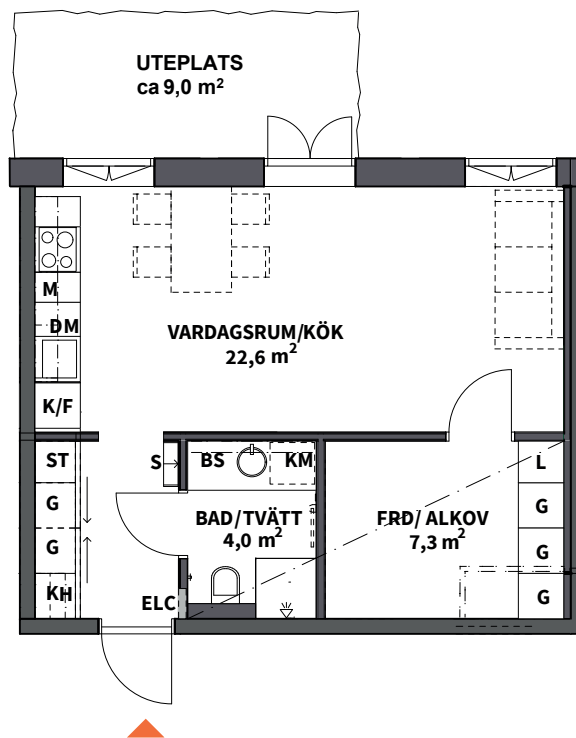 UTEPLATS
ca 9,0 m²
M
DM
VARDAGSRUM/KÖK
22,6 m²
K/F
ST
S
BS
KM
L
G
G
BAD/TVÄTT
4,0 m²
FRD/ ALKOV
7,3 m²
G
G
KH
ELC
G